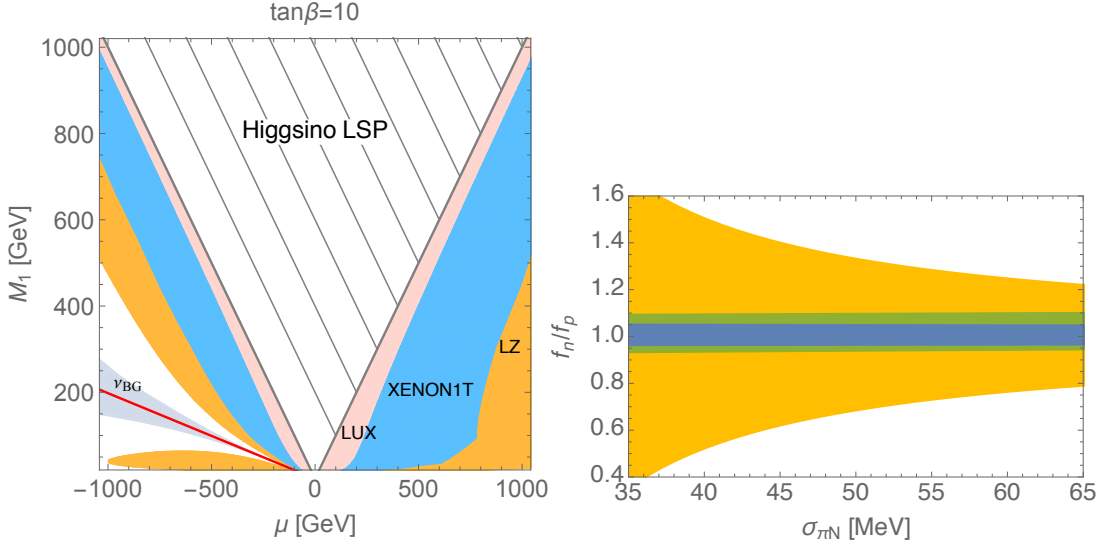 tanβ=10
1000
800
600
400
200
M₁ [GeV]
Higgsino LSP
LZ
XENON1T
LUX
νBG
−1000 −500 0 500 1000
μ [GeV]
1.6
1.4
1.2
1.0
0.8
0.6
0.4
fₙ/fₚ
35 40 45 50 55 60 65
σπN [MeV]